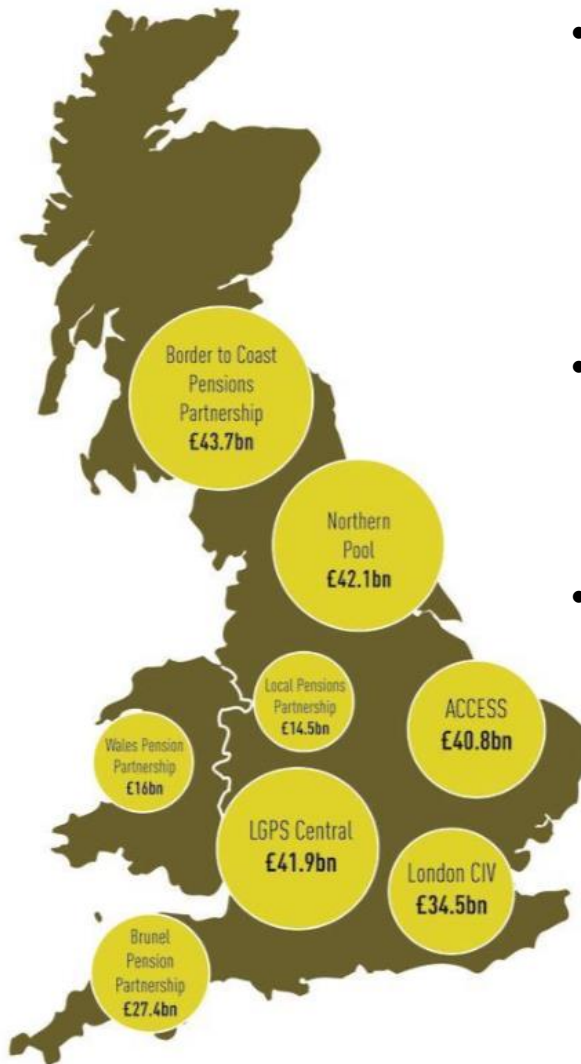 Border to Coast
Pensions
Partnership
£43.7bn
Northern
Pool
£42.1bn
Local Pensions
Partnership
£14.5bn
ACCESS
£40.8bn
Wales Pension
Partnership
£16bn
LGPS Central
£41.9bn
London CIV
£34.5bn
Brunel
Pension
Partnership
£27.4bn